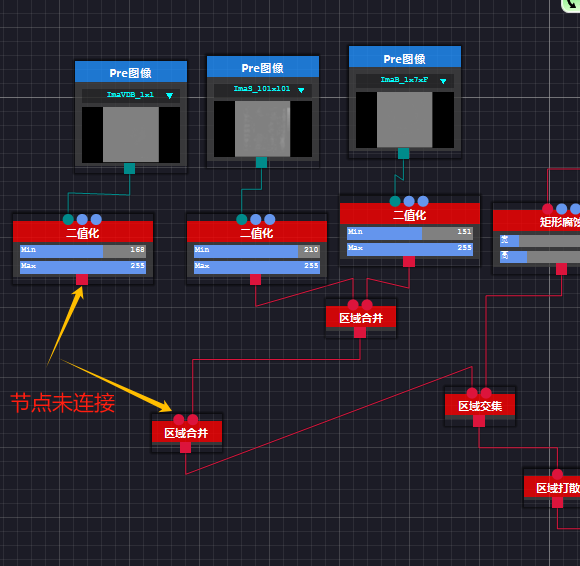 Pre图像
Pre图像
Pre图像
ImaVDB_1x1
ImaS_101x101
ImaB_1x7xF
二值化
Min 168
Max 255
二值化
Min 210
Max 255
二值化
Min 151
Max 255
矩形腐蚀
宽
高
区域合并
节点未连接
区域合并
区域交集
区域打散